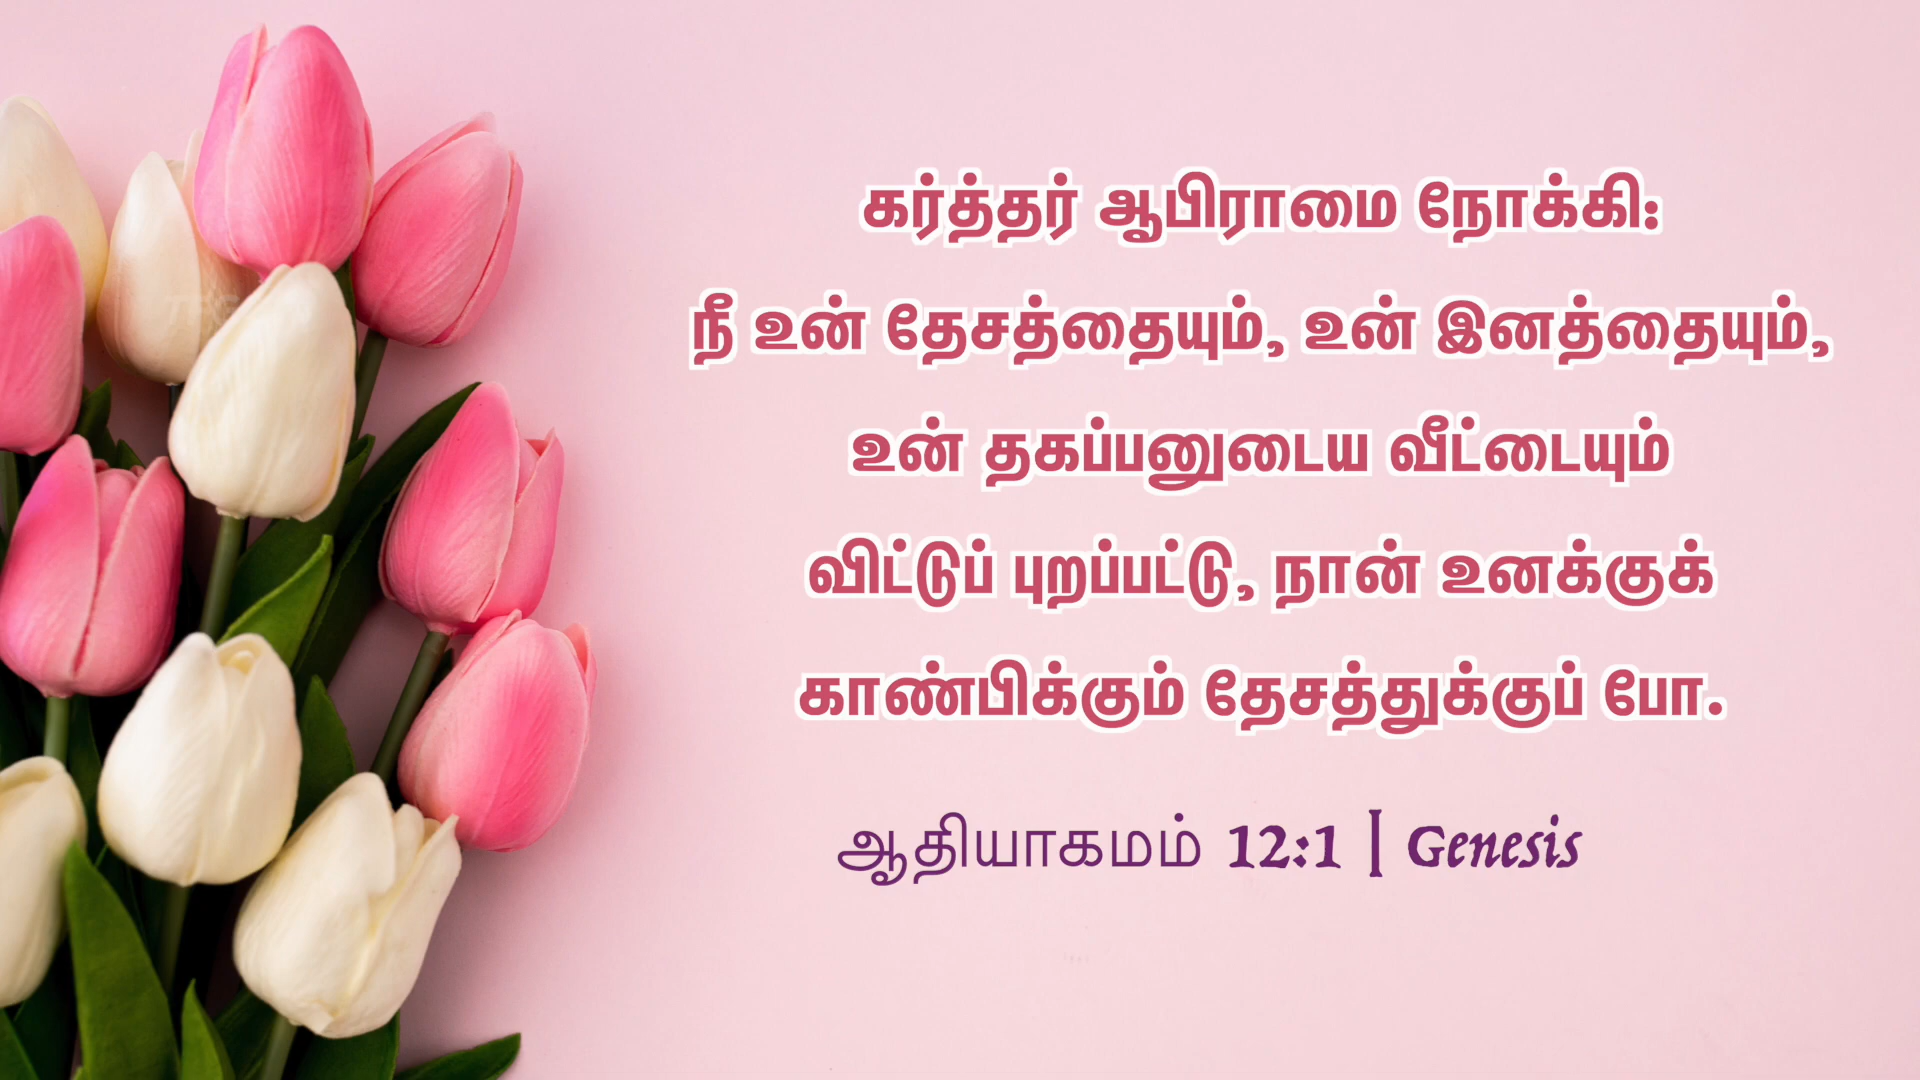 கர்த்தர் ஆபிராமை நோக்கி:
நீ உன் தேசத்தையும், உன் இனத்தையும்,
உன் தகப்பனுடைய வீட்டையும்
விட்டுப் புறப்பட்டு, நான் உனக்குக்
காண்பிக்கும் தேசத்துக்குப் போ.
ஆதியாகமம் 12:1 | Genesis